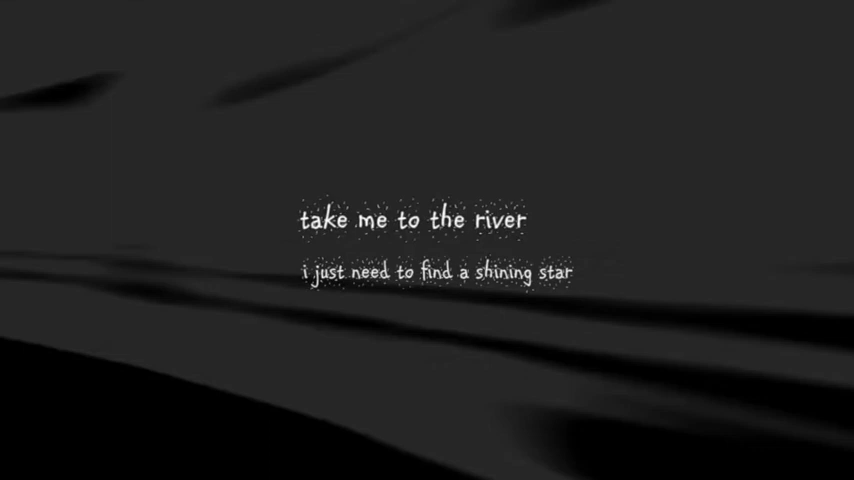 take me to the river
i just need to find a shining star